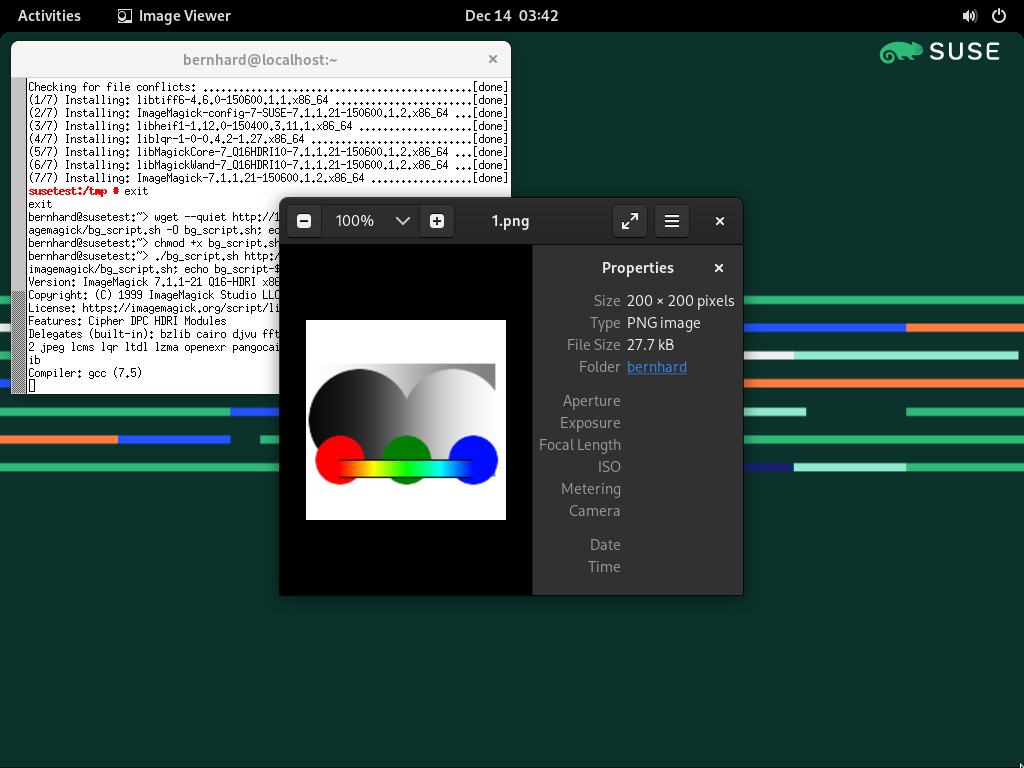 Activities Image Viewer Dec 14 03:42
SUSE
bernhard@localhost:~
Checking for file conflicts: ......................................[done]
(1/7) Installing: libtiff6-4.6.0-150600.1.1.x86_64 ................[done]
(2/7) Installing: ImageMagick-config-7-SUSE-7.1.1.21-150600.1.2.x86_64 ...[done]
(3/7) Installing: libheif1-1.12.0-150400.3.11.1.x86_64 ............[done]
(4/7) Installing: liblqr-1-0-0.4.2-1.27.x86_64 ....................[done]
(5/7) Installing: libMagickCore-7_Q16HDRI10-7.1.1.21-150600.1.2.x86_64 ...[done]
(6/7) Installing: libMagickWand-7_Q16HDRI10-7.1.1.21-150600.1.2.x86_64 ...[done]
(7/7) Installing: ImageMagick-7.1.1.21-150600.1.2.x86_64 ..........[done]
susetest:/tmp # exit
exit
bernhard@susetest:~> wget --quiet http://1
agemagick/bg_script.sh -O bg_script.sh; ec
bernhard@susetest:~> chmod +x bg_script.sh
bernhard@susetest:~> ./bg_script.sh http:/
imagemagick/bg_script.sh; echo bg_script-$
Version: ImageMagick 7.1.1-21 Q16-HDRI x86
Copyright: (C) 1999 ImageMagick Studio LLC
License: https://imagemagick.org/script/li
Features: Cipher DPC HDRI Modules
Delegates (built-in): bzlib cairo djvu fft
2 jpeg lcms lqr ltdl lzma openexr pangocai
ib
Compiler: gcc (7.5)
100% 1.png
Properties
Size 200 × 200 pixels
Type PNG image
File Size 27.7 kB
Folder bernhard
Aperture
Exposure
Focal Length
ISO
Metering
Camera
Date
Time